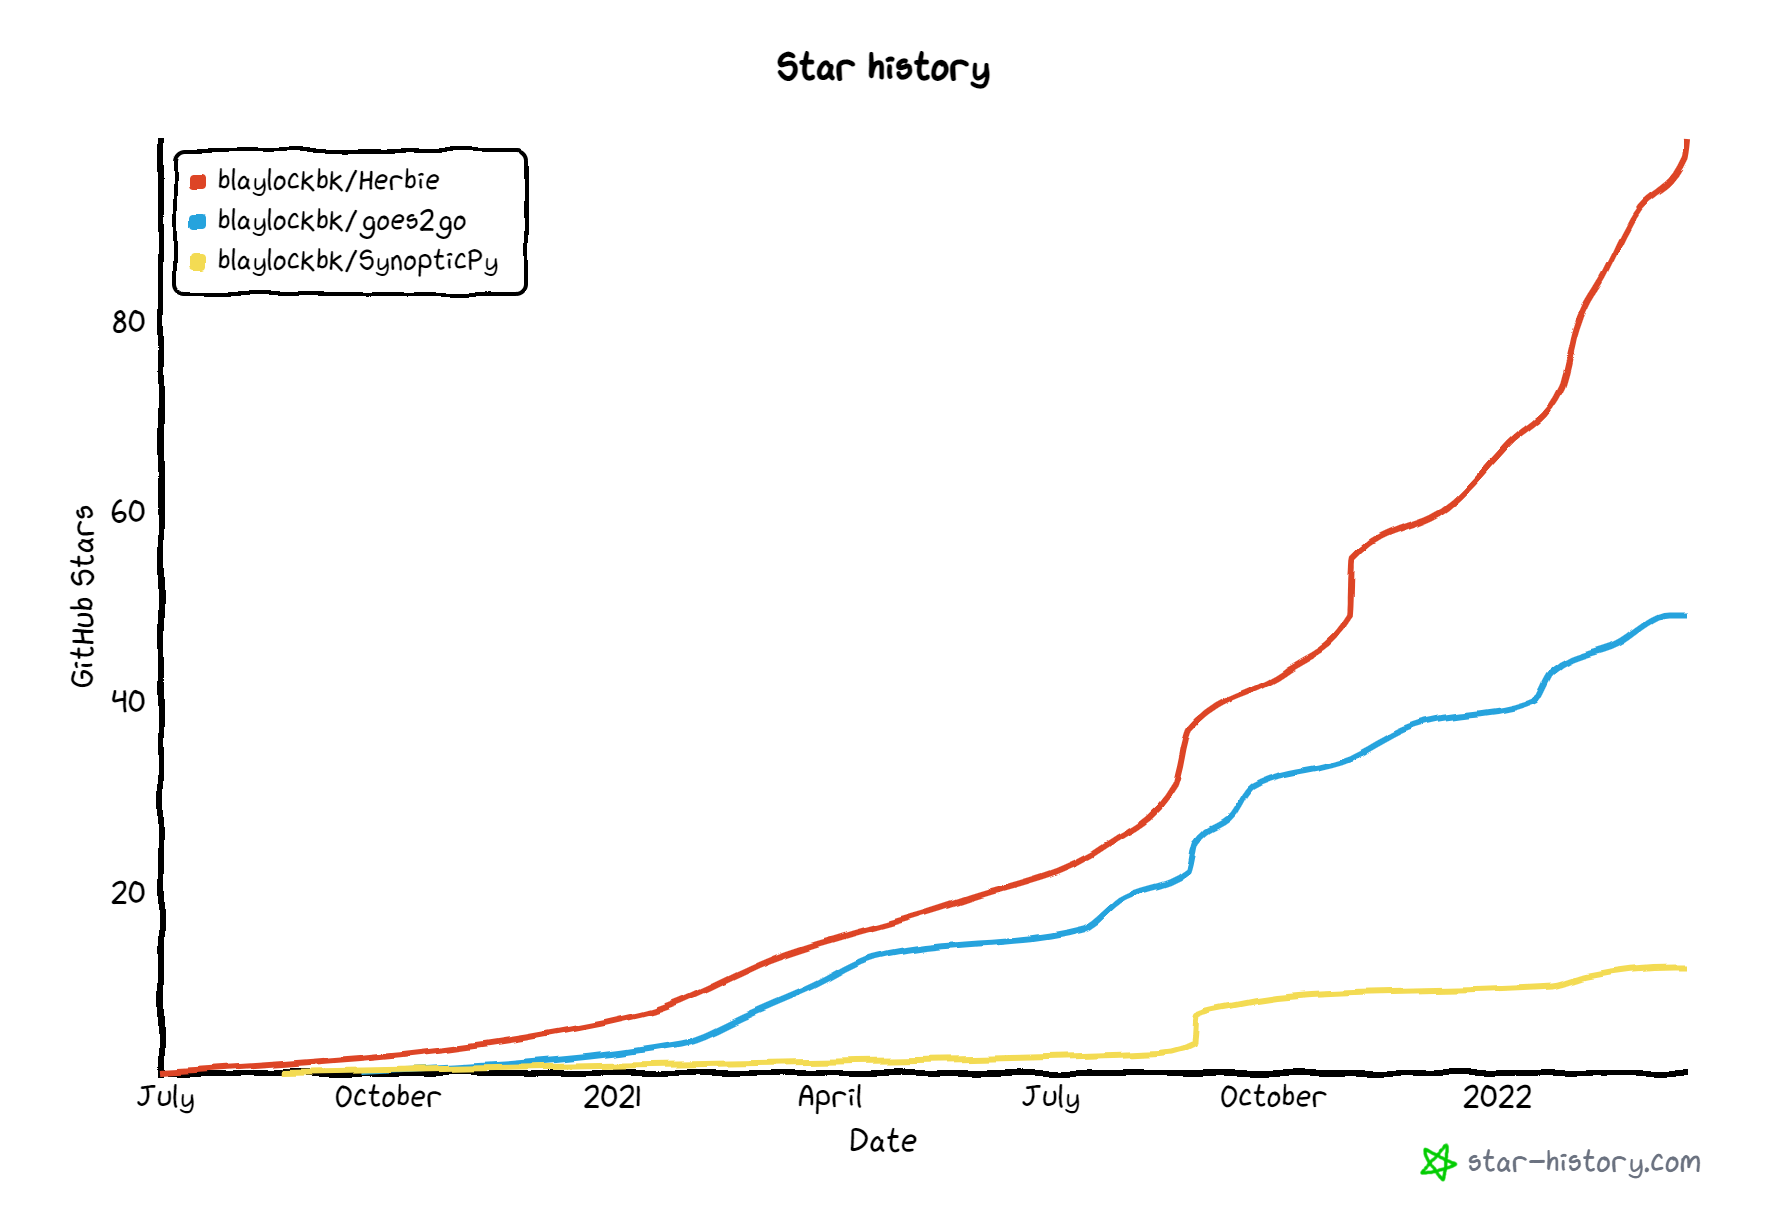 Star history
blaylockbk/Herbie
blaylockbk/goes2go
blaylockbk/SynopticPy
80
60
40
20
GitHub Stars
July October 2021 April July October 2022
Date
star-history.com